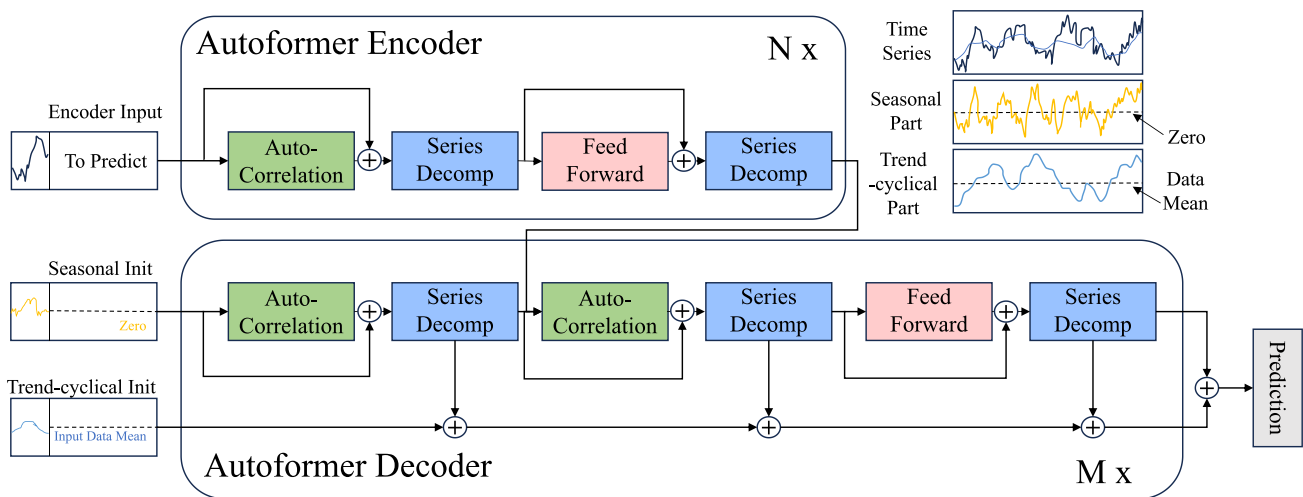 Autoformer Encoder
N x
Encoder Input
To Predict
Auto-
Correlation
Series
Decomp
Feed
Forward
Series
Decomp
Time
Series
Seasonal
Part
Zero
Trend
-cyclical
Part
Data
Mean
Seasonal Init
Zero
Auto-
Correlation
Series
Decomp
Auto-
Correlation
Series
Decomp
Feed
Forward
Series
Decomp
Prediction
Trend-cyclical Init
Input Data Mean
Autoformer Decoder
M x